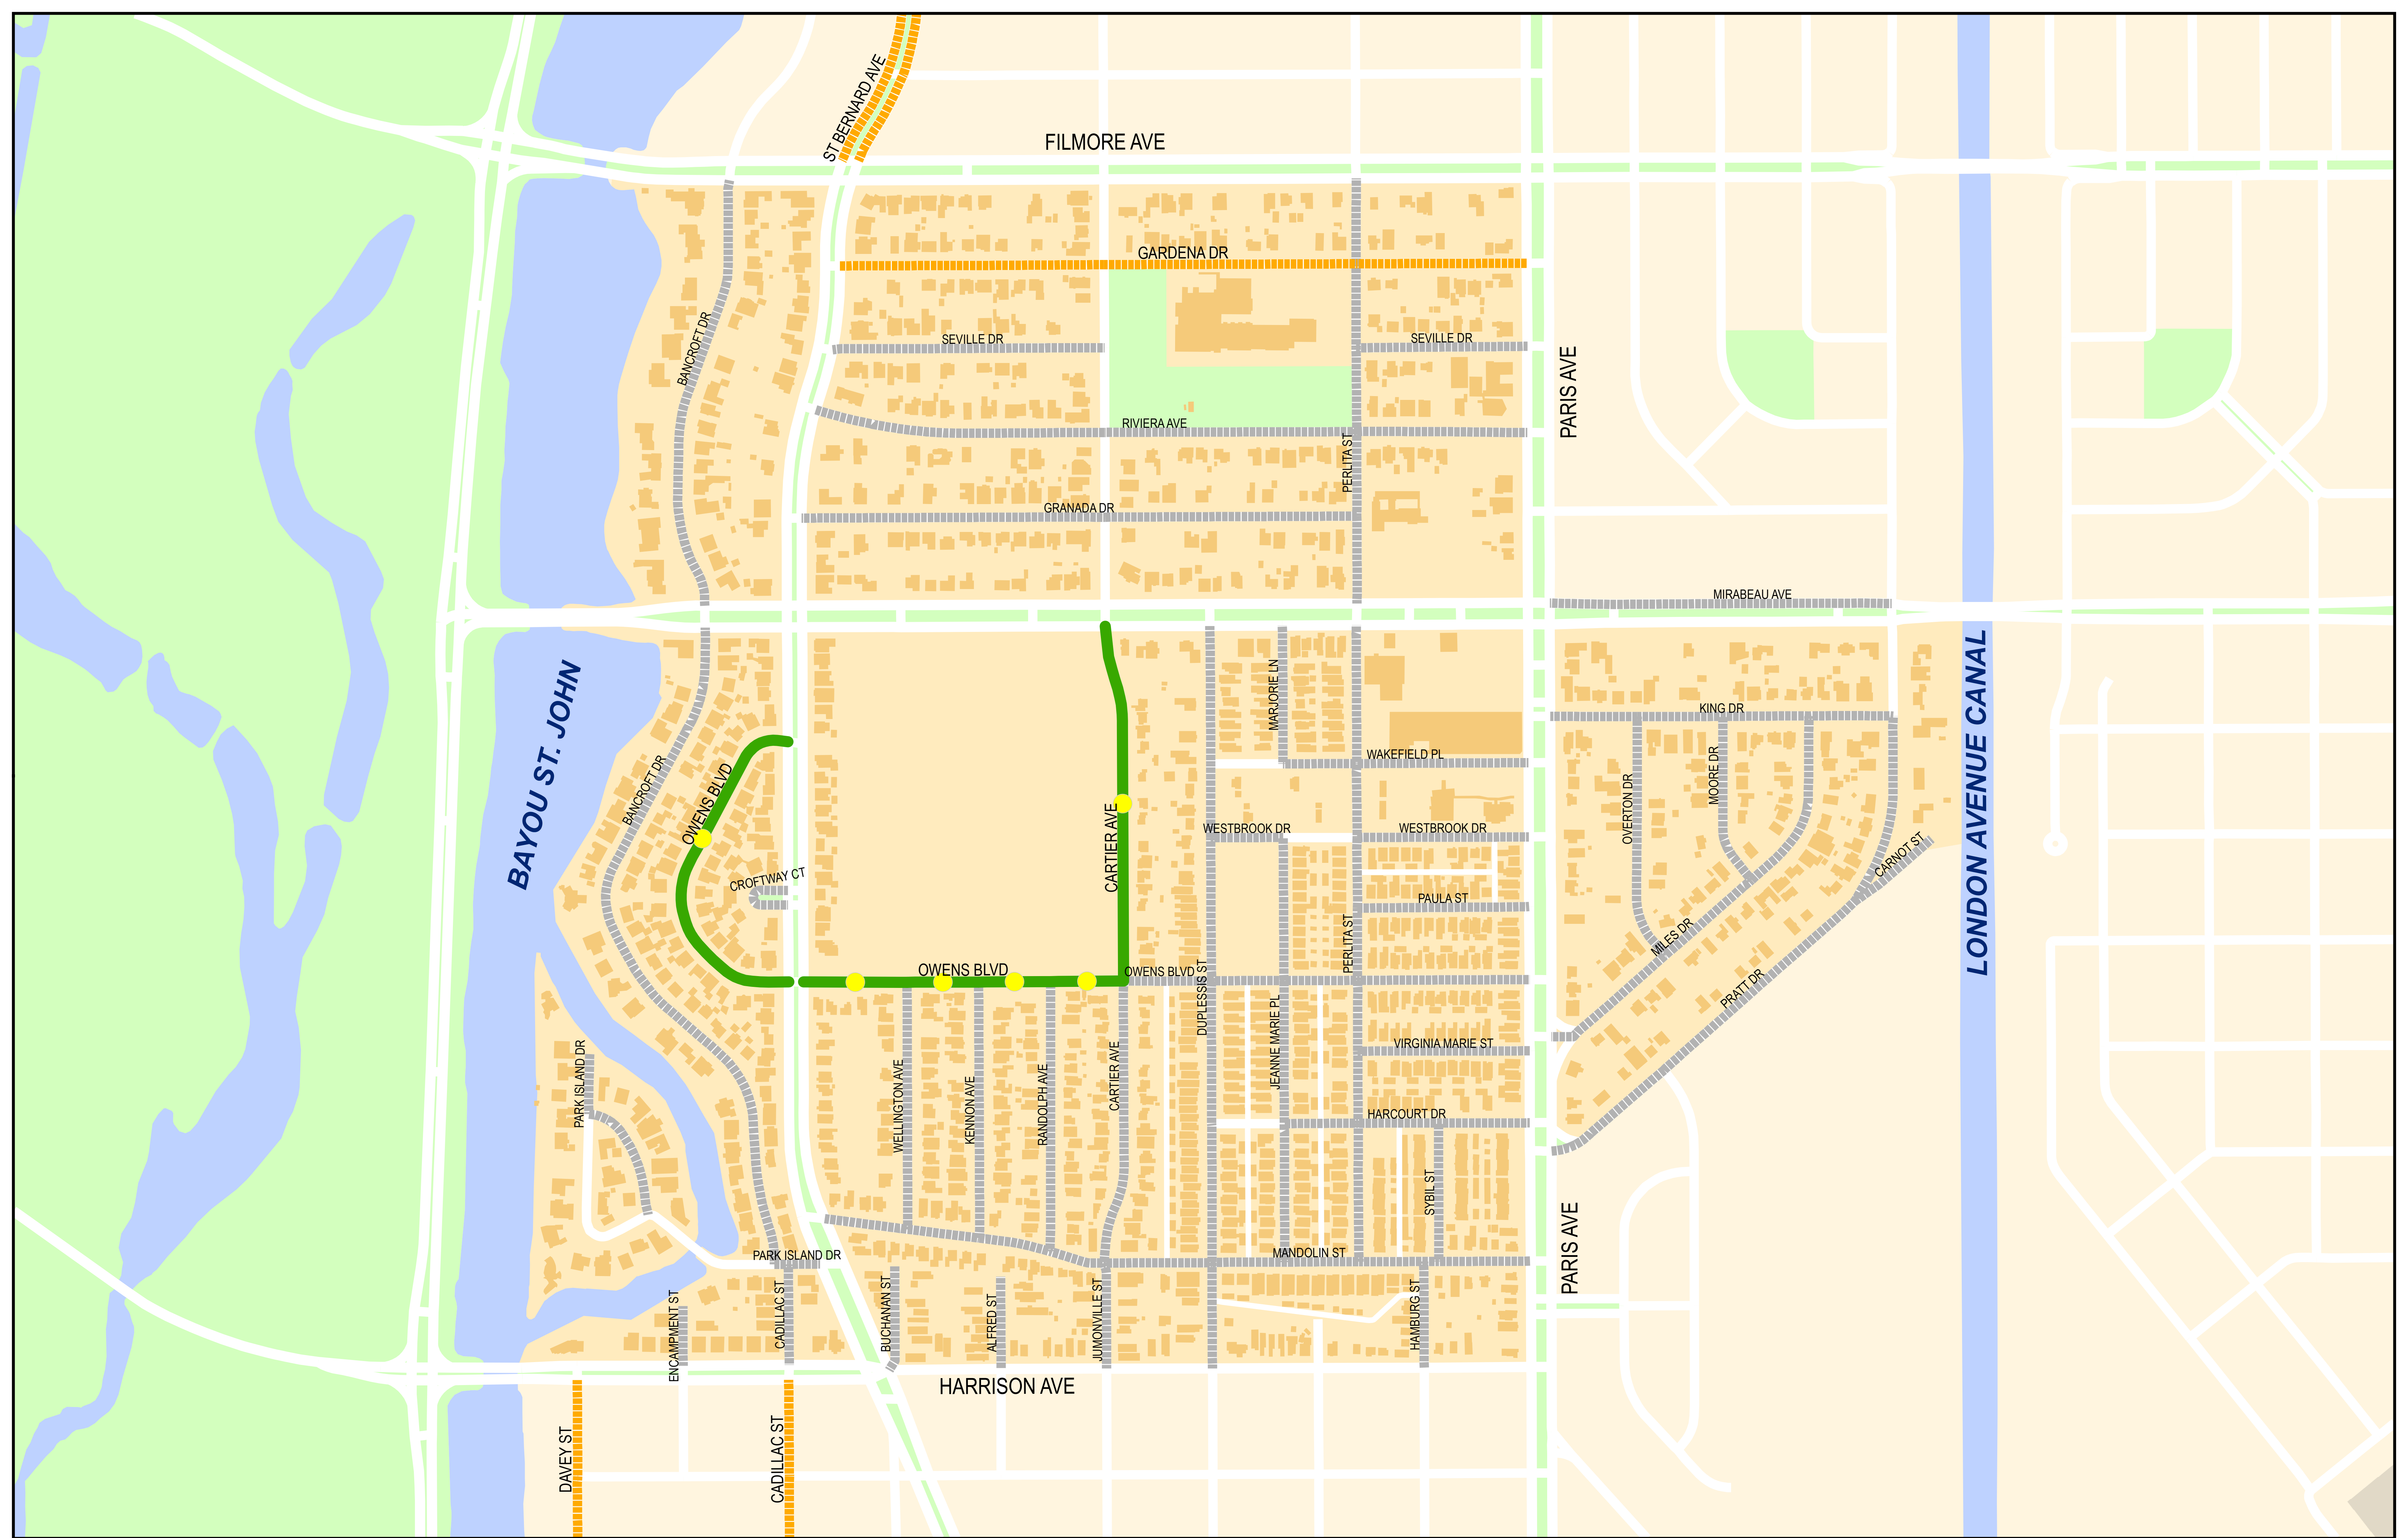 ST BERNARD AVE
FILMORE AVE
GARDENA DR
BANCROFT DR
SEVILLE DR
SEVILLE DR
PARIS AVE
RIVIERA AVE
PERLITA ST
GRANADA DR
MIRABEAU AVE
BAYOU ST. JOHN
MARJORIE LN
LONDON AVENUE CANAL
KING DR
WAKEFIELD PL
MOORE DR
OVERTON DR
BANCROFT DR
OWENS BLVD
CARTIER AVE
WESTBROOK DR
WESTBROOK DR
CARNOT ST
CROFTWAY CT
PAULA ST
PERLITA ST
MILES DR
OWENS BLVD
OWENS BLVD
DUPLESSIS ST
PRATT DR
PARK ISLAND DR
WELLINGTON AVE
KENNON AVE
RANDOLPH AVE
CARTIER AVE
JEANNE MARIE PL
VIRGINIA MARIE ST
HARCOURT DR
SYBIL ST
PARIS AVE
PARK ISLAND DR
MANDOLIN ST
ENCAMPMENT ST
CADILLAC ST
BUCHANAN ST
ALFRED ST
JUMONVILLE ST
HAMBURG ST
HARRISON AVE
DAVEY ST
CADILLAC ST